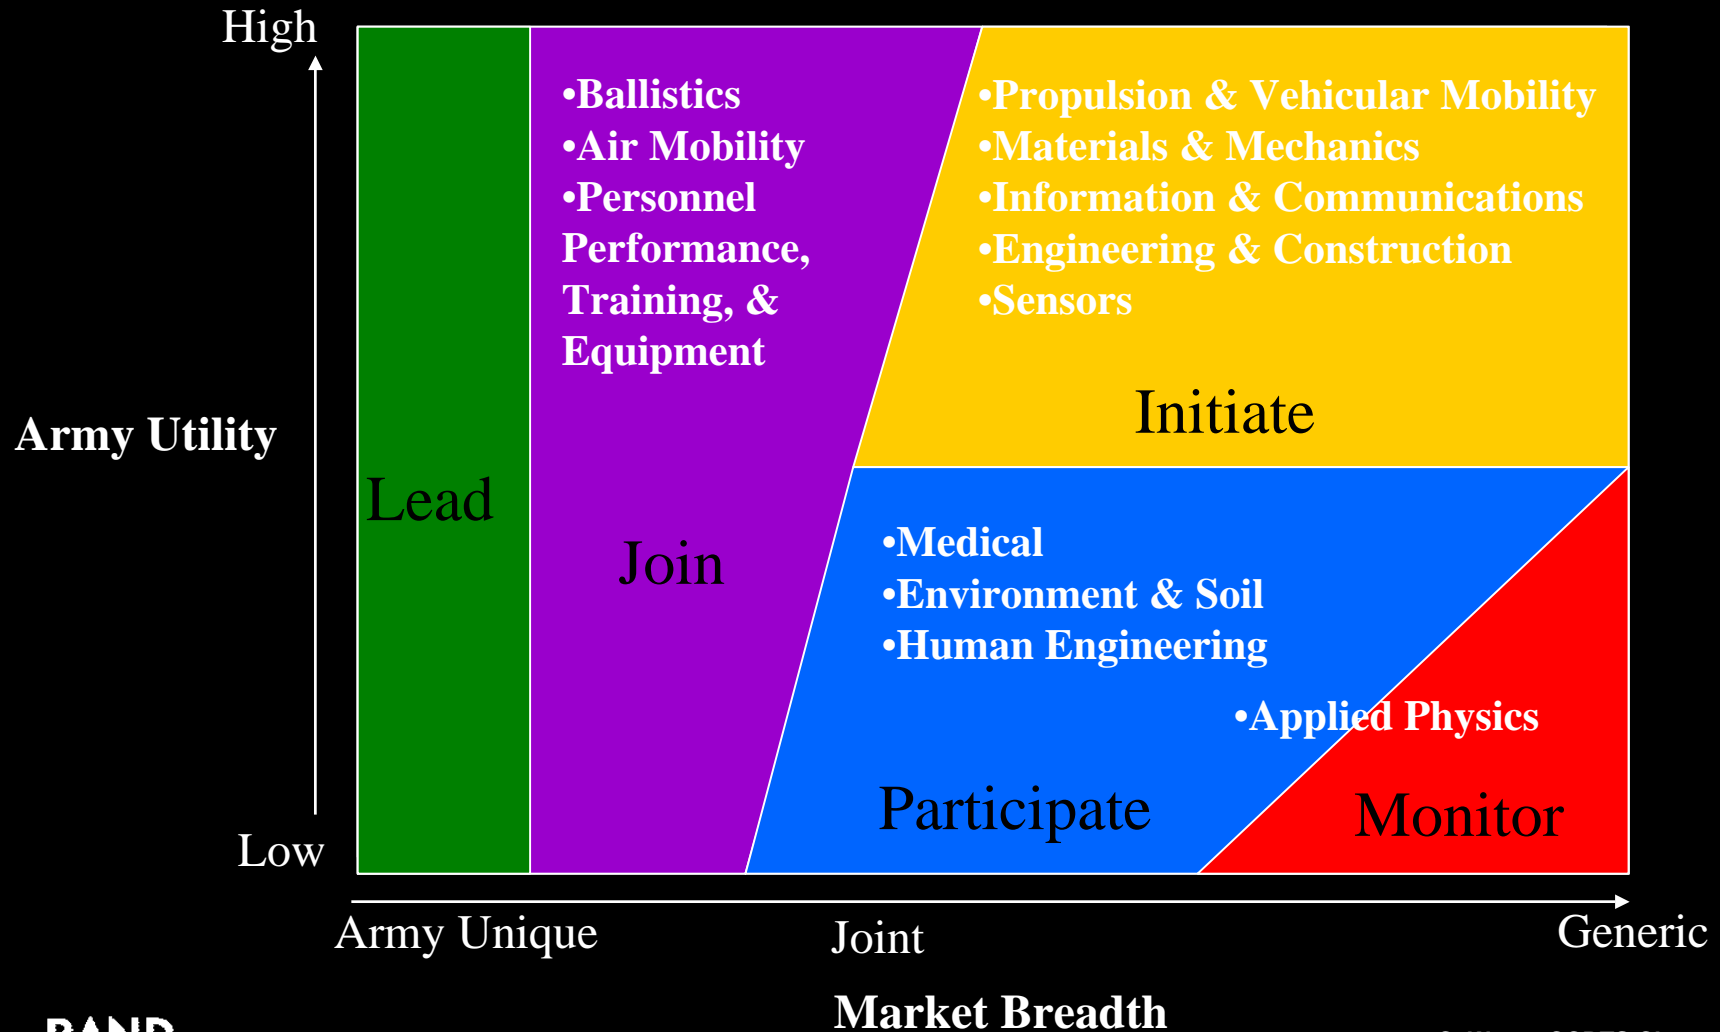 High
•Ballistics
•Air Mobility
•Personnel
Performance,
Training, &
Equipment
•Propulsion & Vehicular Mobility
•Materials & Mechanics
•Information & Communications
•Engineering & Construction
•Sensors
Initiate
Army Utility
Lead
Join
•Medical
•Environment & Soil
•Human Engineering
•Applied Physics
Participate
Monitor
Low
Army Unique
Joint
Generic
Market Breadth
RAND